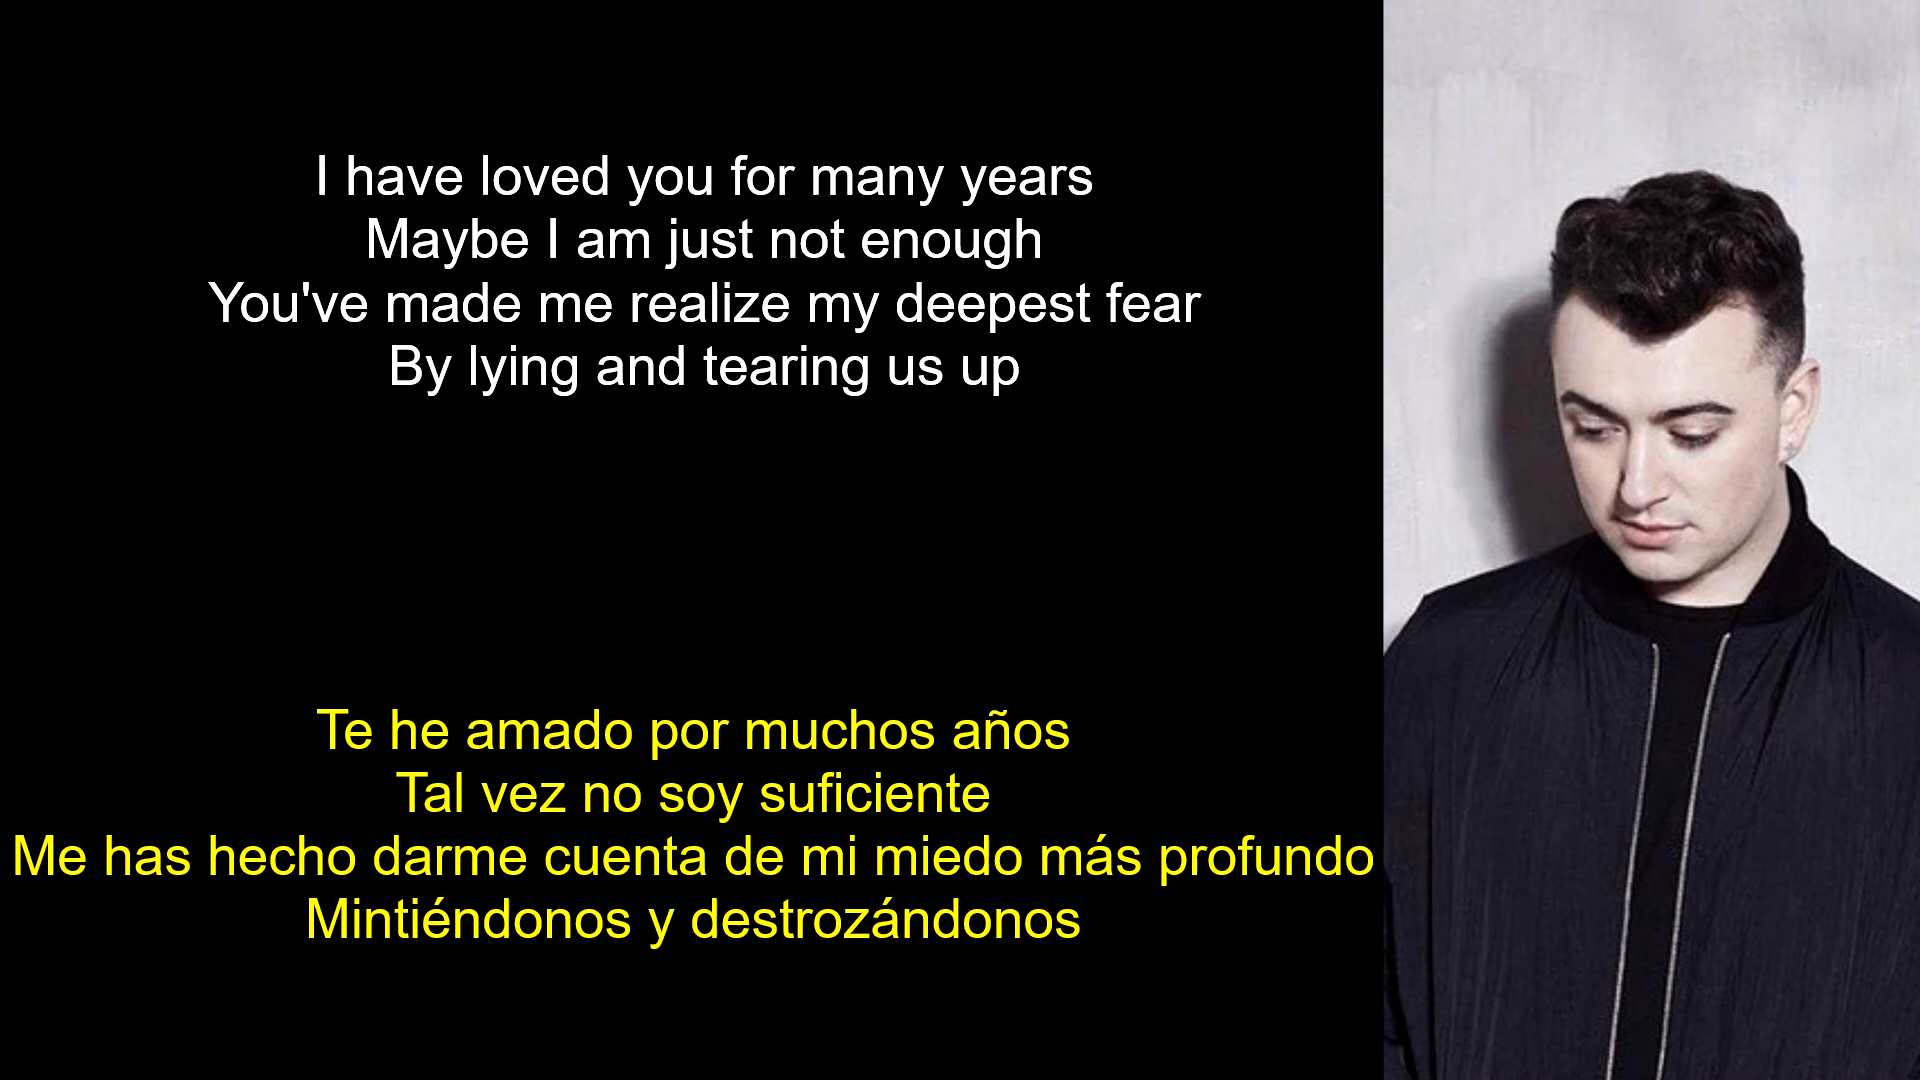 I have loved you for many years
Maybe I am just not enough
You've made me realize my deepest fear
By lying and tearing us up
Te he amado por muchos años
Tal vez no soy suficiente
Me has hecho darme cuenta de mi miedo más profundo
Mintiéndonos y destrozándonos